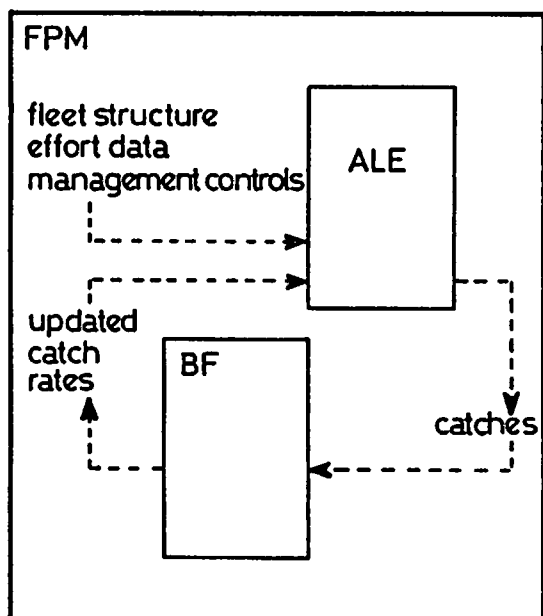 FPM
fleet structure
effort data
management controls
ALE
updated
catch
rates
BF
catches